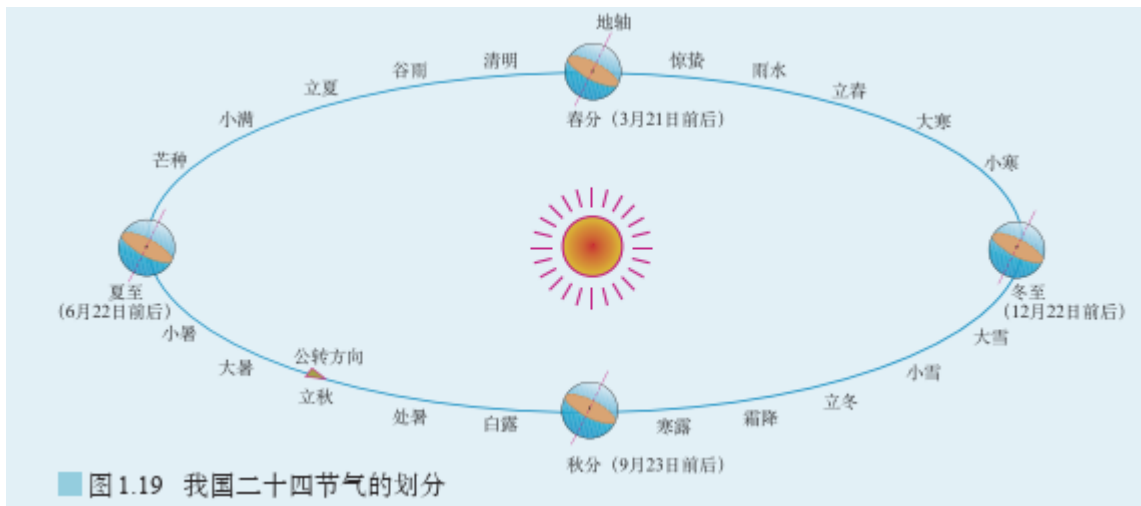 地轴
清明
惊蛰
谷雨
雨水
立夏
立春
春分（3月21日前后）
小满
大寒
芒种
小寒
夏至
（6月22日前后）
冬至
（12月22日前后）
小暑
大雪
大暑
公转方向
小雪
立秋
立冬
处暑
白露
寒露
霜降
秋分（9月23日前后）
图1.19 我国二十四节气的划分